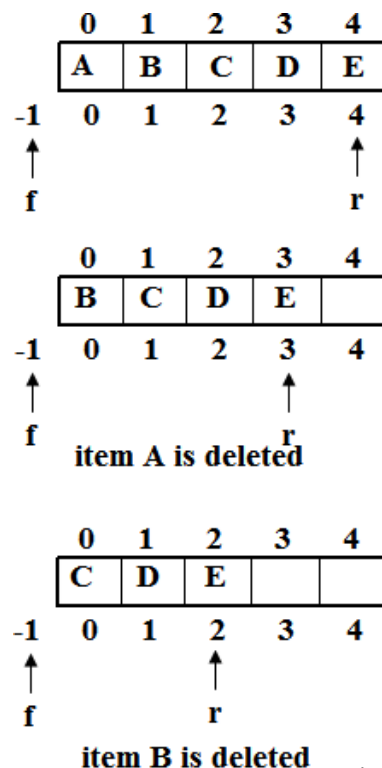 0 1 2 3 4
A B C D E
-1 0 1 2 3 4
f r
0 1 2 3 4
B C D E
-1 0 1 2 3 4
f r
item A is deleted
0 1 2 3 4
C D E
-1 0 1 2 3 4
f r
item B is deleted